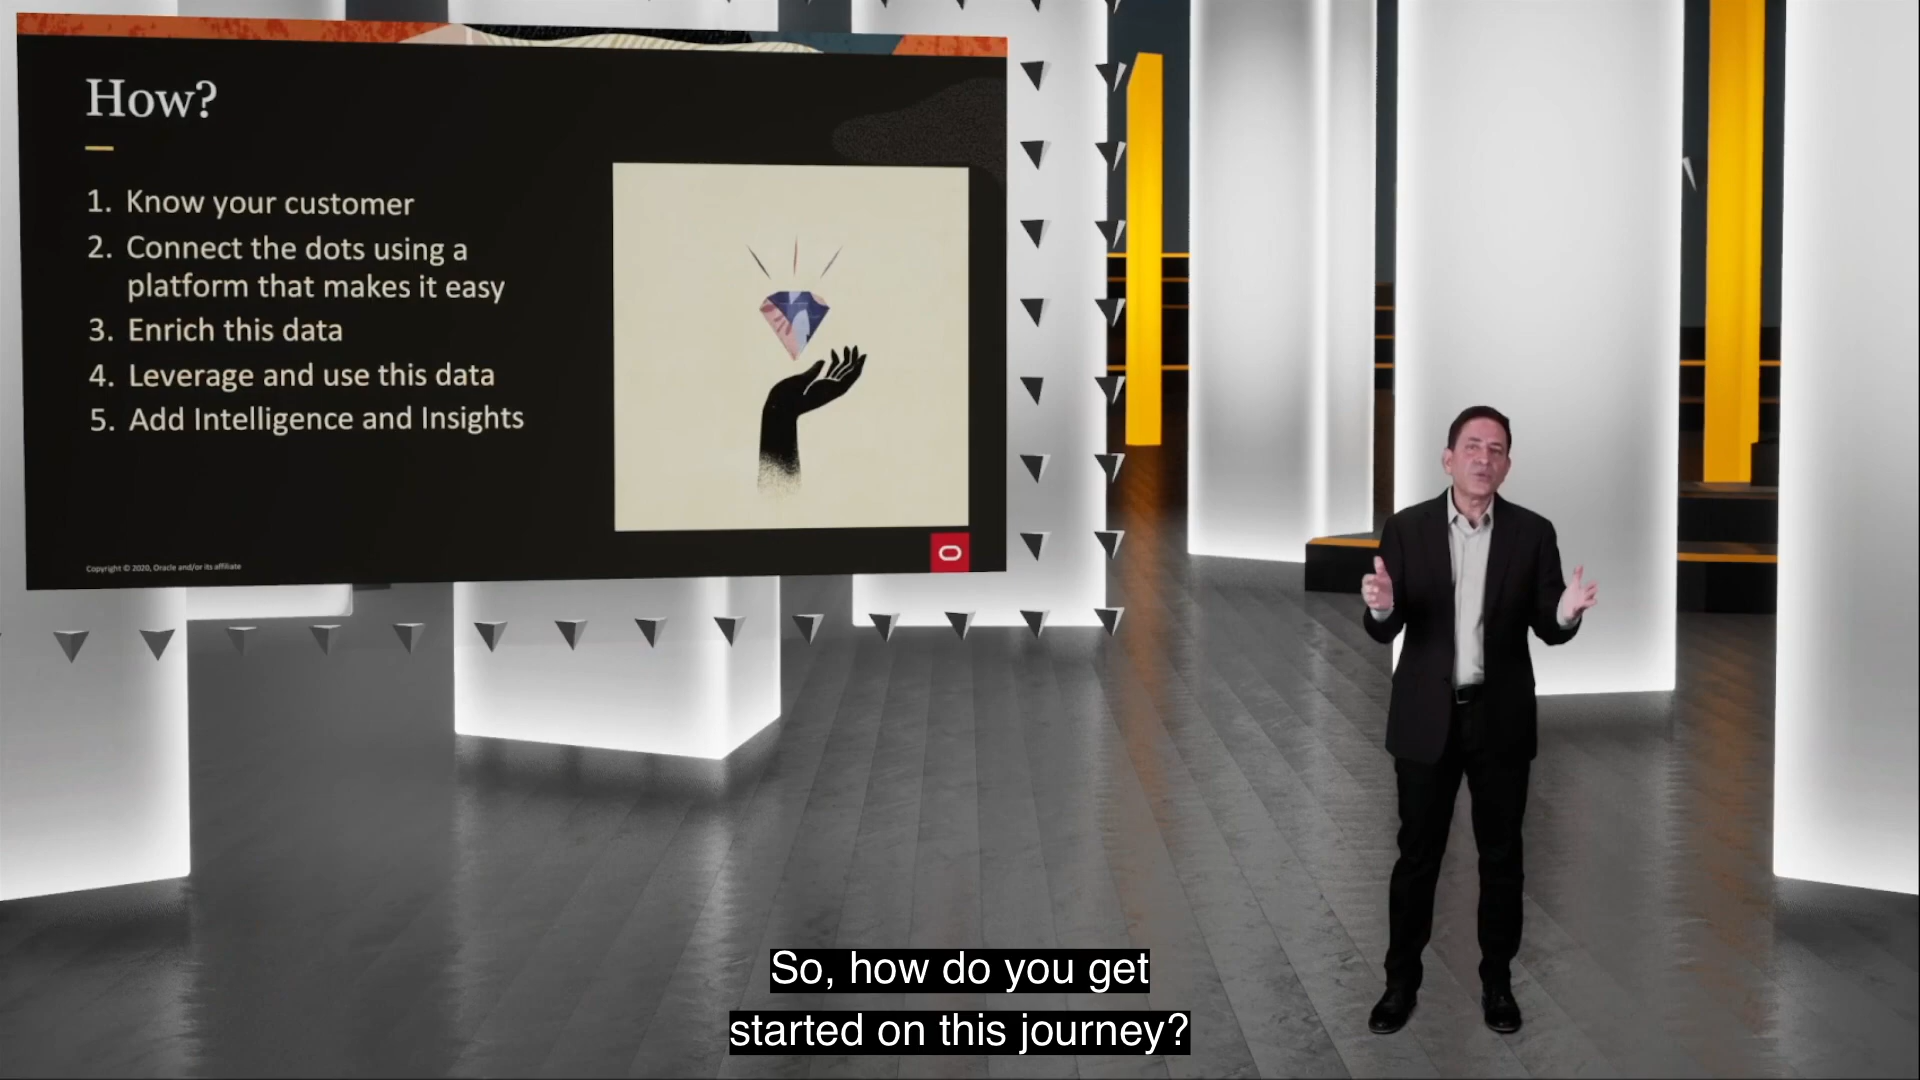 How?
1. Know your customer
2. Connect the dots using a
platform that makes it easy
3. Enrich this data
4. Leverage and use this data
5. Add Intelligence and Insights
Copyright © 2020, Oracle and/or its affiliate
So, how do you get
started on this journey?